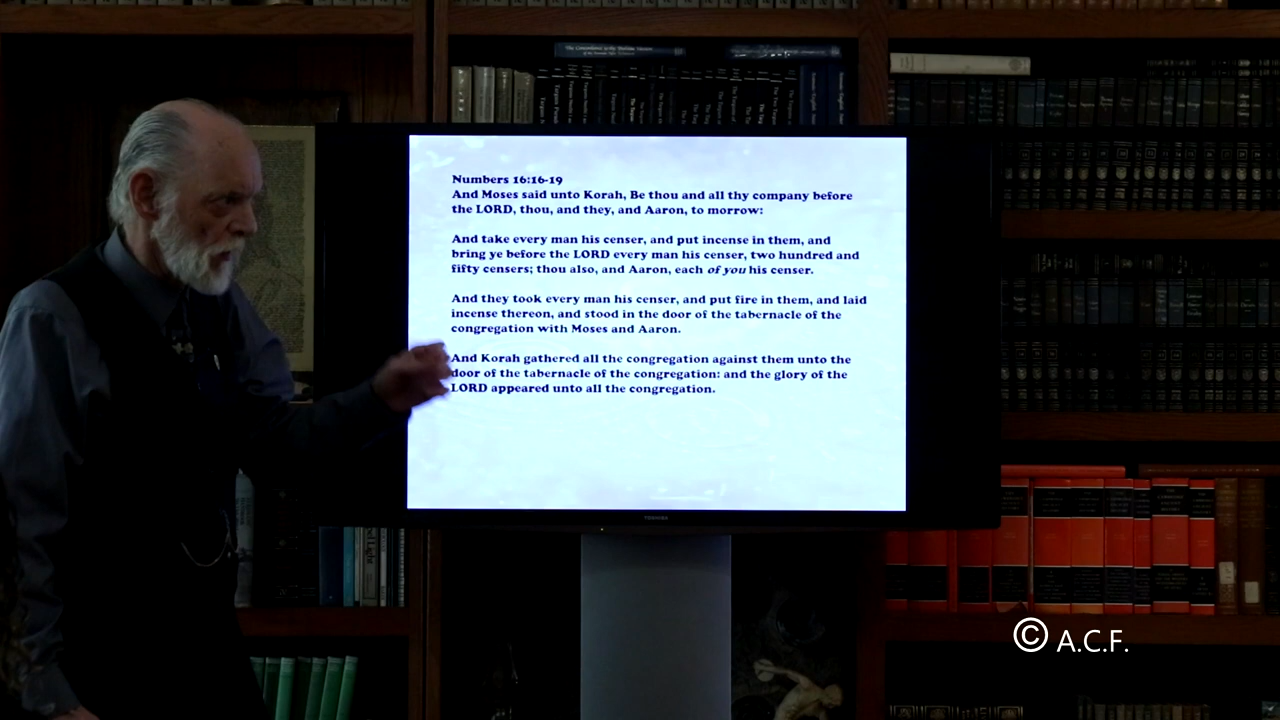 Numbers 16:16-19
And Moses said unto Korah, Be thou and all thy company before
the LORD, thou, and they, and Aaron, to morrow:
And take every man his censer, and put incense in them, and
bring ye before the LORD every man his censer, two hundred and
fifty censers; thou also, and Aaron, each of you his censer.
And they took every man his censer, and put fire in them, and laid
incense thereon, and stood in the door of the tabernacle of the
congregation with Moses and Aaron.
And Korah gathered all the congregation against them unto the
door of the tabernacle of the congregation: and the glory of the
LORD appeared unto all the congregation.
TOSHIBA
© A.C.F.